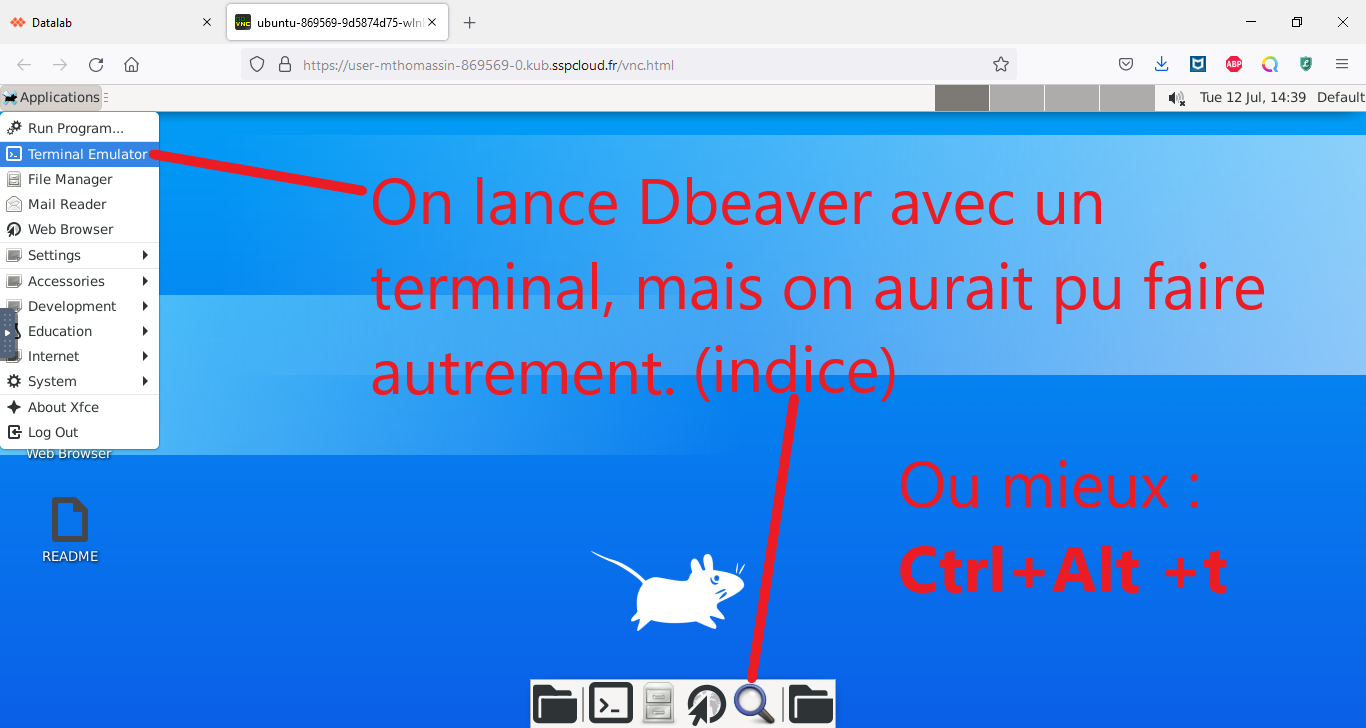 Datalab
ubuntu-869569-9d5874d75-wlnl
https://user-mthomassin-869569-0.kub.sspcloud.fr/vnc.html
ABP
Applications
Tue 12 Jul, 14:39 Default
Run Program...
Terminal Emulator
File Manager
Mail Reader
Web Browser
Settings
Accessories
Development
Education
Internet
System
About Xfce
Log Out
Web Browser
README
On lance Dbeaver avec un
terminal, mais on aurait pu faire
autrement. (indice)
Ou mieux :
Ctrl+Alt +t